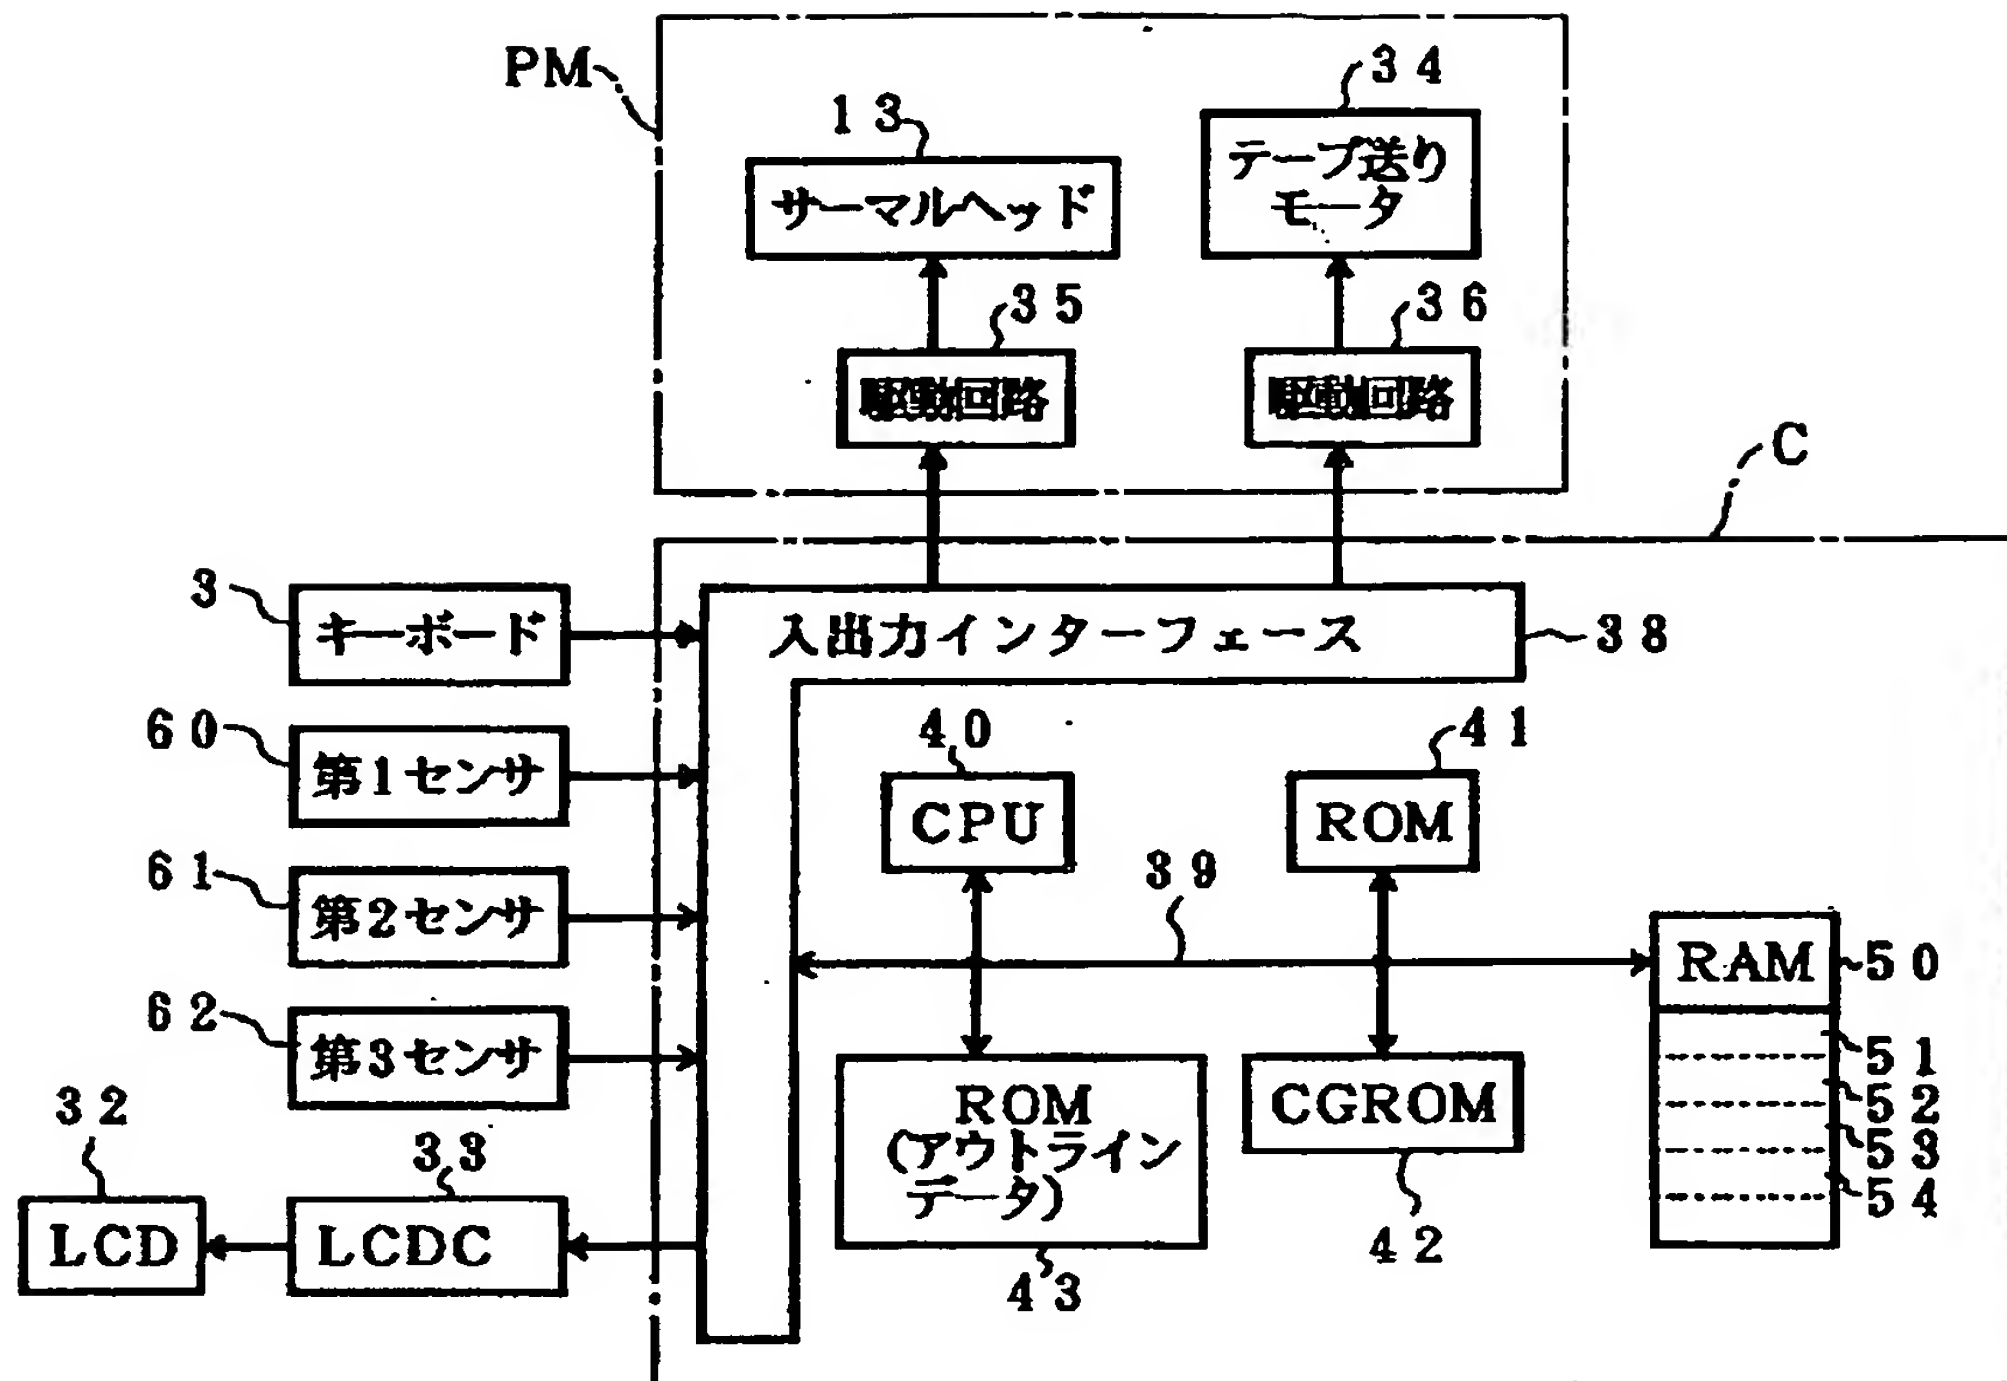 PM
13
サーマルヘッド
34
テープ送り
モータ
35
駆動回路
36
駆動回路
C
3
キーボード
入出力インターフェース
38
60
第1センサ
40
CPU
41
ROM
61
第2センサ
39
RAM
50
62
第3センサ
ROM
(アウトライン
データ)
43
CGROM
42
51
52
53
54
32
LCD
33
LCDC